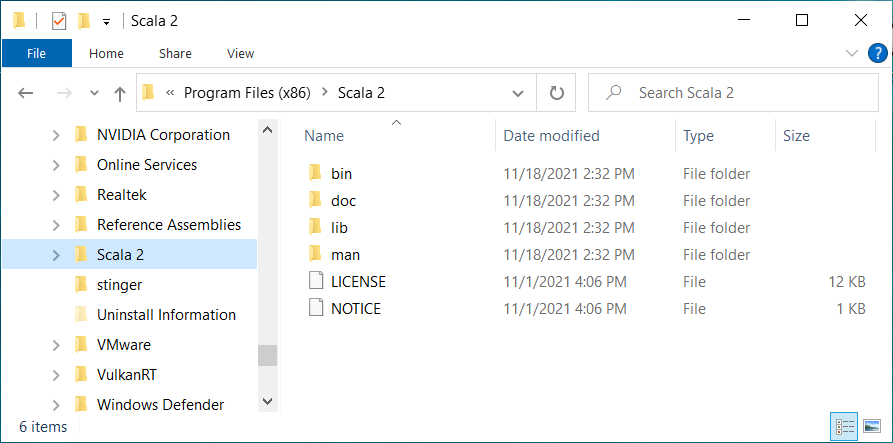 Scala 2
File Home Share View
« Program Files (x86) > Scala 2 Search Scala 2
NVIDIA Corporation
Online Services
Realtek
Reference Assemblies
Scala 2
stinger
Uninstall Information
VMware
VulkanRT
Windows Defender
Name Date modified Type Size
bin 11/18/2021 2:32 PM File folder
doc 11/18/2021 2:32 PM File folder
lib 11/18/2021 2:32 PM File folder
man 11/18/2021 2:32 PM File folder
LICENSE 11/1/2021 4:06 PM File 12 KB
NOTICE 11/1/2021 4:06 PM File 1 KB
6 items